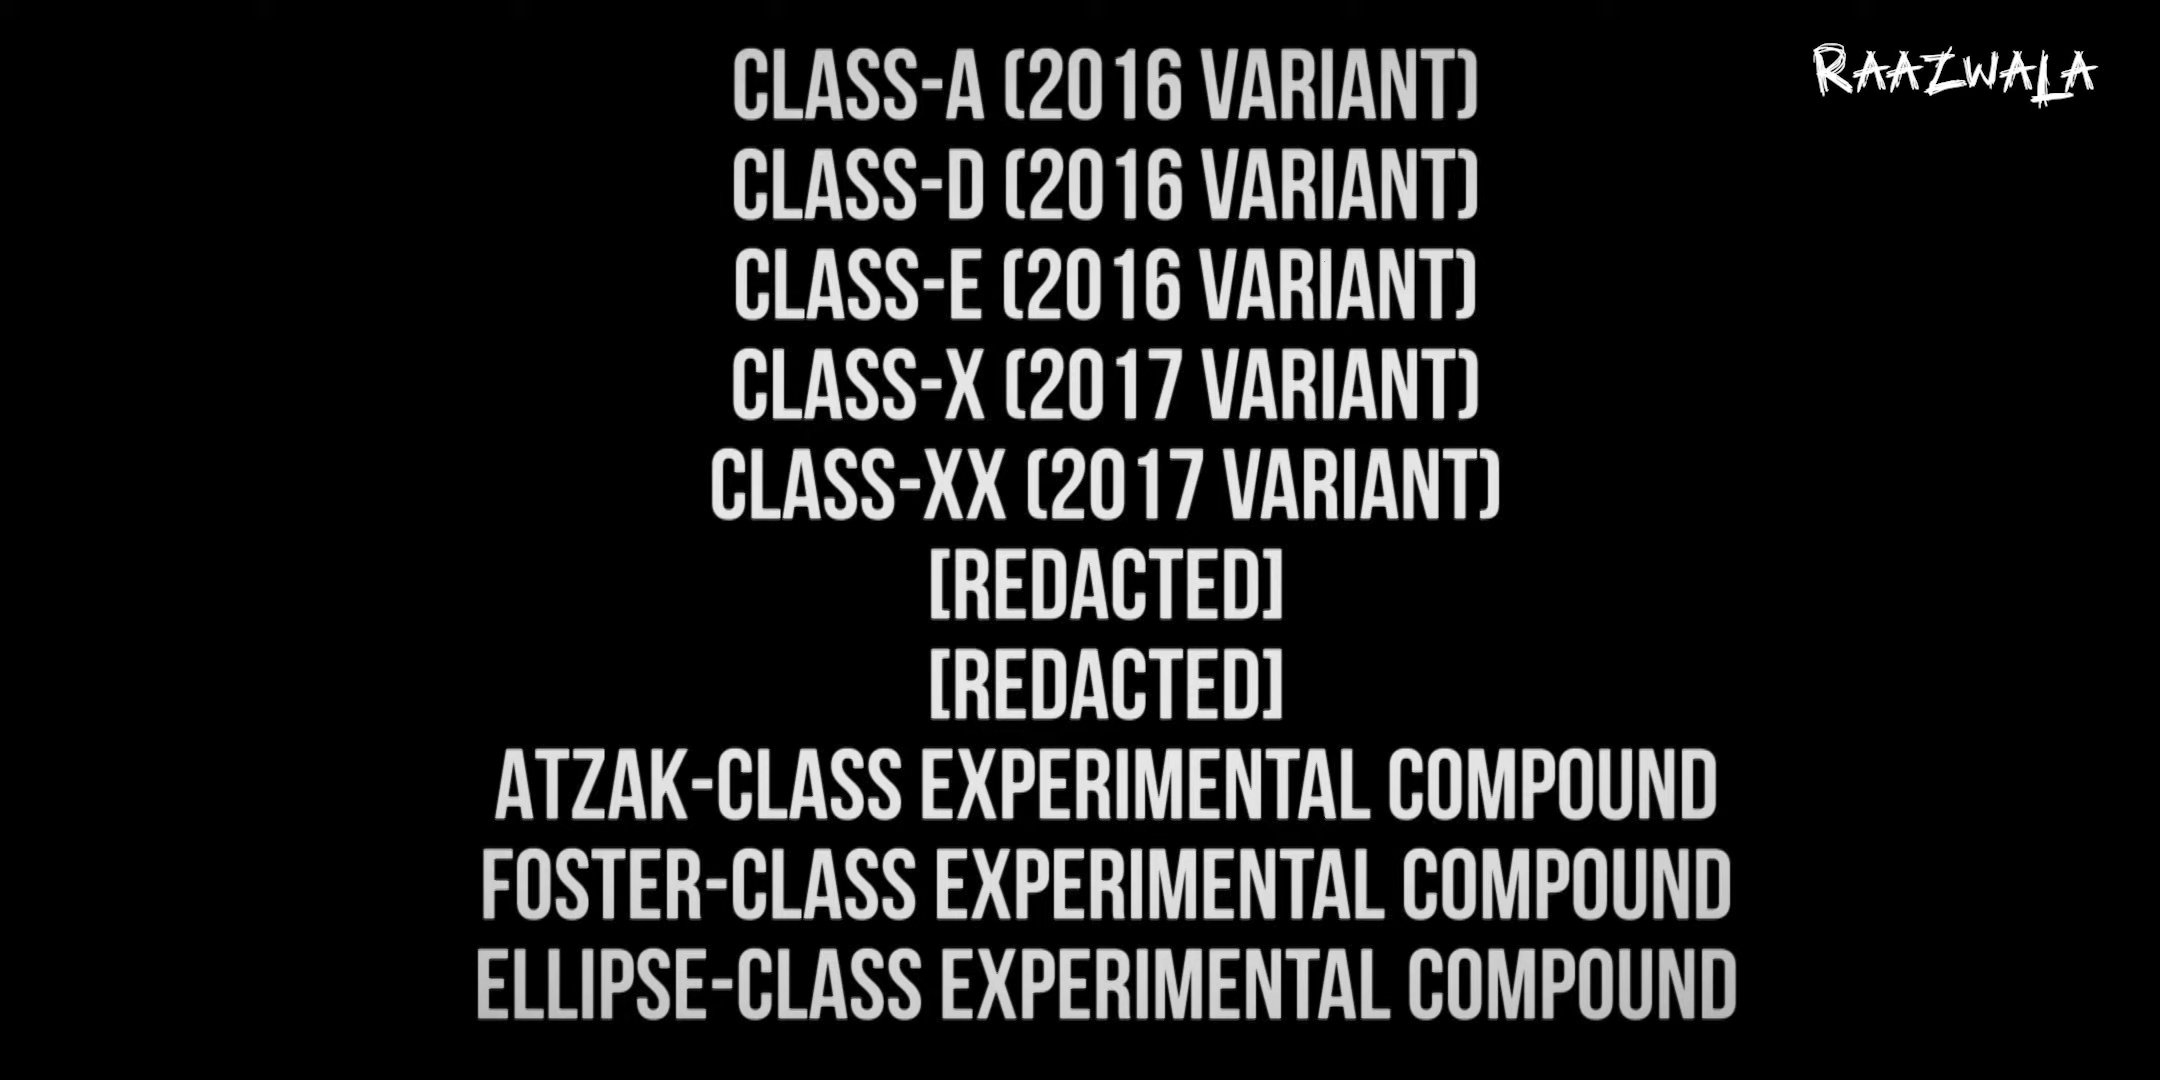 RAAZWALA
CLASS-A (2016 VARIANT)
CLASS-D (2016 VARIANT)
CLASS-E (2016 VARIANT)
CLASS-X (2017 VARIANT)
CLASS-XX (2017 VARIANT)
[REDACTED]
[REDACTED]
ATZAK-CLASS EXPERIMENTAL COMPOUND
FOSTER-CLASS EXPERIMENTAL COMPOUND
ELLIPSE-CLASS EXPERIMENTAL COMPOUND